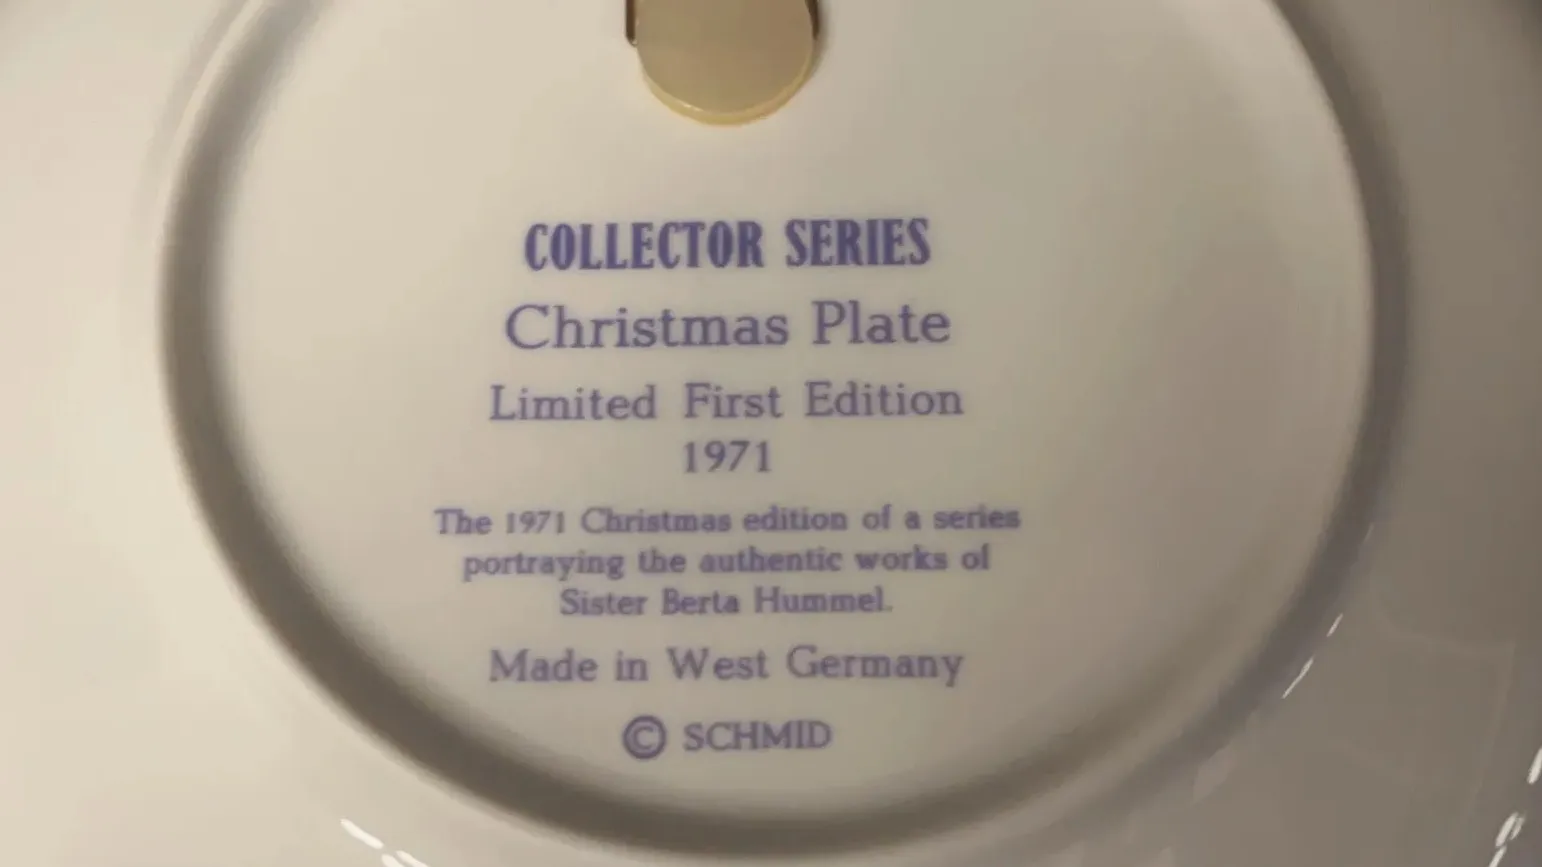 COLLECTOR SERIES
Christmas Plate
Limited First Edition
1971
The 1971 Christmas edition of a series
portraying the authentic works of
Sister Berta Hummel.
Made in West Germany
© SCHMID